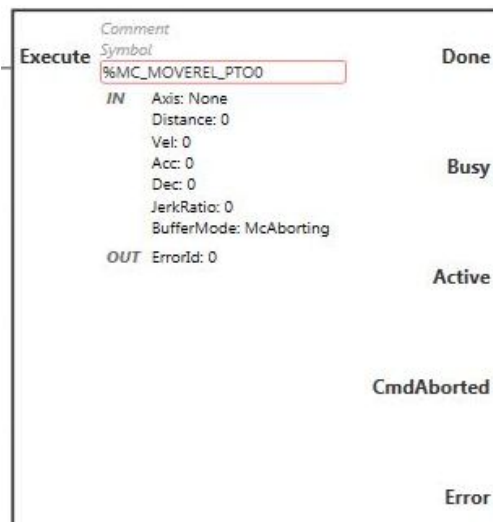 Comment
Execute Symbol Done
%MC_MOVEREL_PTO0
IN Axis: None
Distance: 0
Vel: 0
Acc: 0
Busy
Dec: 0
JerkRatio: 0
BufferMode: McAborting
OUT ErrorId: 0
Active
CmdAborted
Error